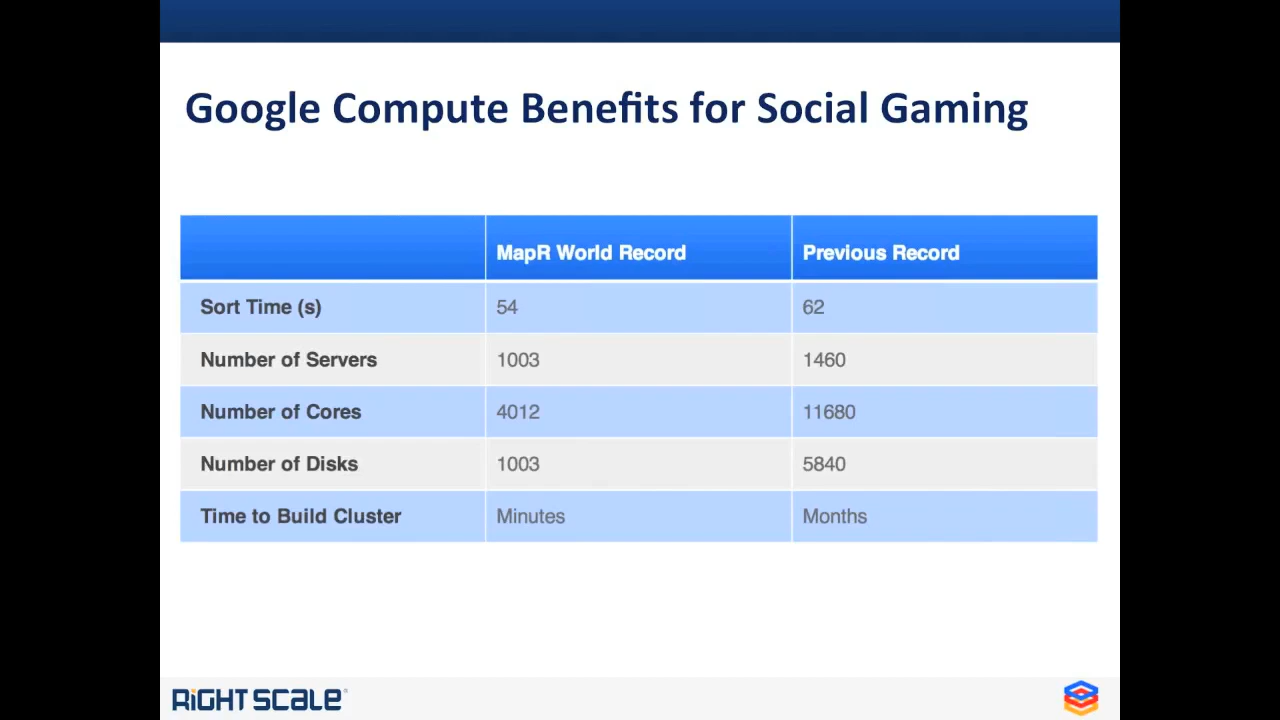 Google Compute Benefits for Social Gaming
MapR World Record Previous Record
Sort Time (s) 54 62
Number of Servers 1003 1460
Number of Cores 4012 11680
Number of Disks 1003 5840
Time to Build Cluster Minutes Months
RIGHTSCALE